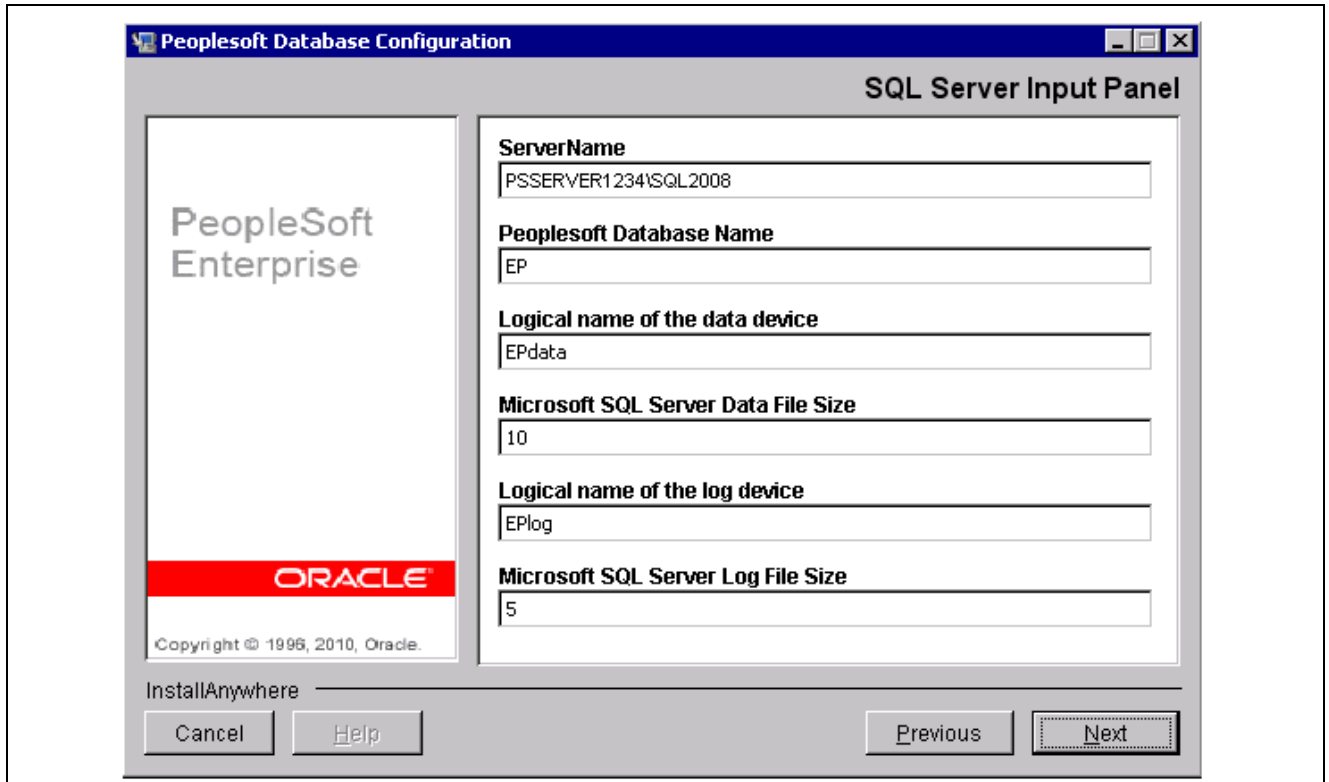 Peoplesoft Database Configuration
SQL Server Input Panel
PeopleSoft
Enterprise
ORACLE
Copyright © 1996, 2010, Oracle.
ServerName
PSSERVER1234\SQL2008
Peoplesoft Database Name
EP
Logical name of the data device
EPdata
Microsoft SQL Server Data File Size
10
Logical name of the log device
EPlog
Microsoft SQL Server Log File Size
5
InstallAnywhere
Cancel
Help
Previous
Next